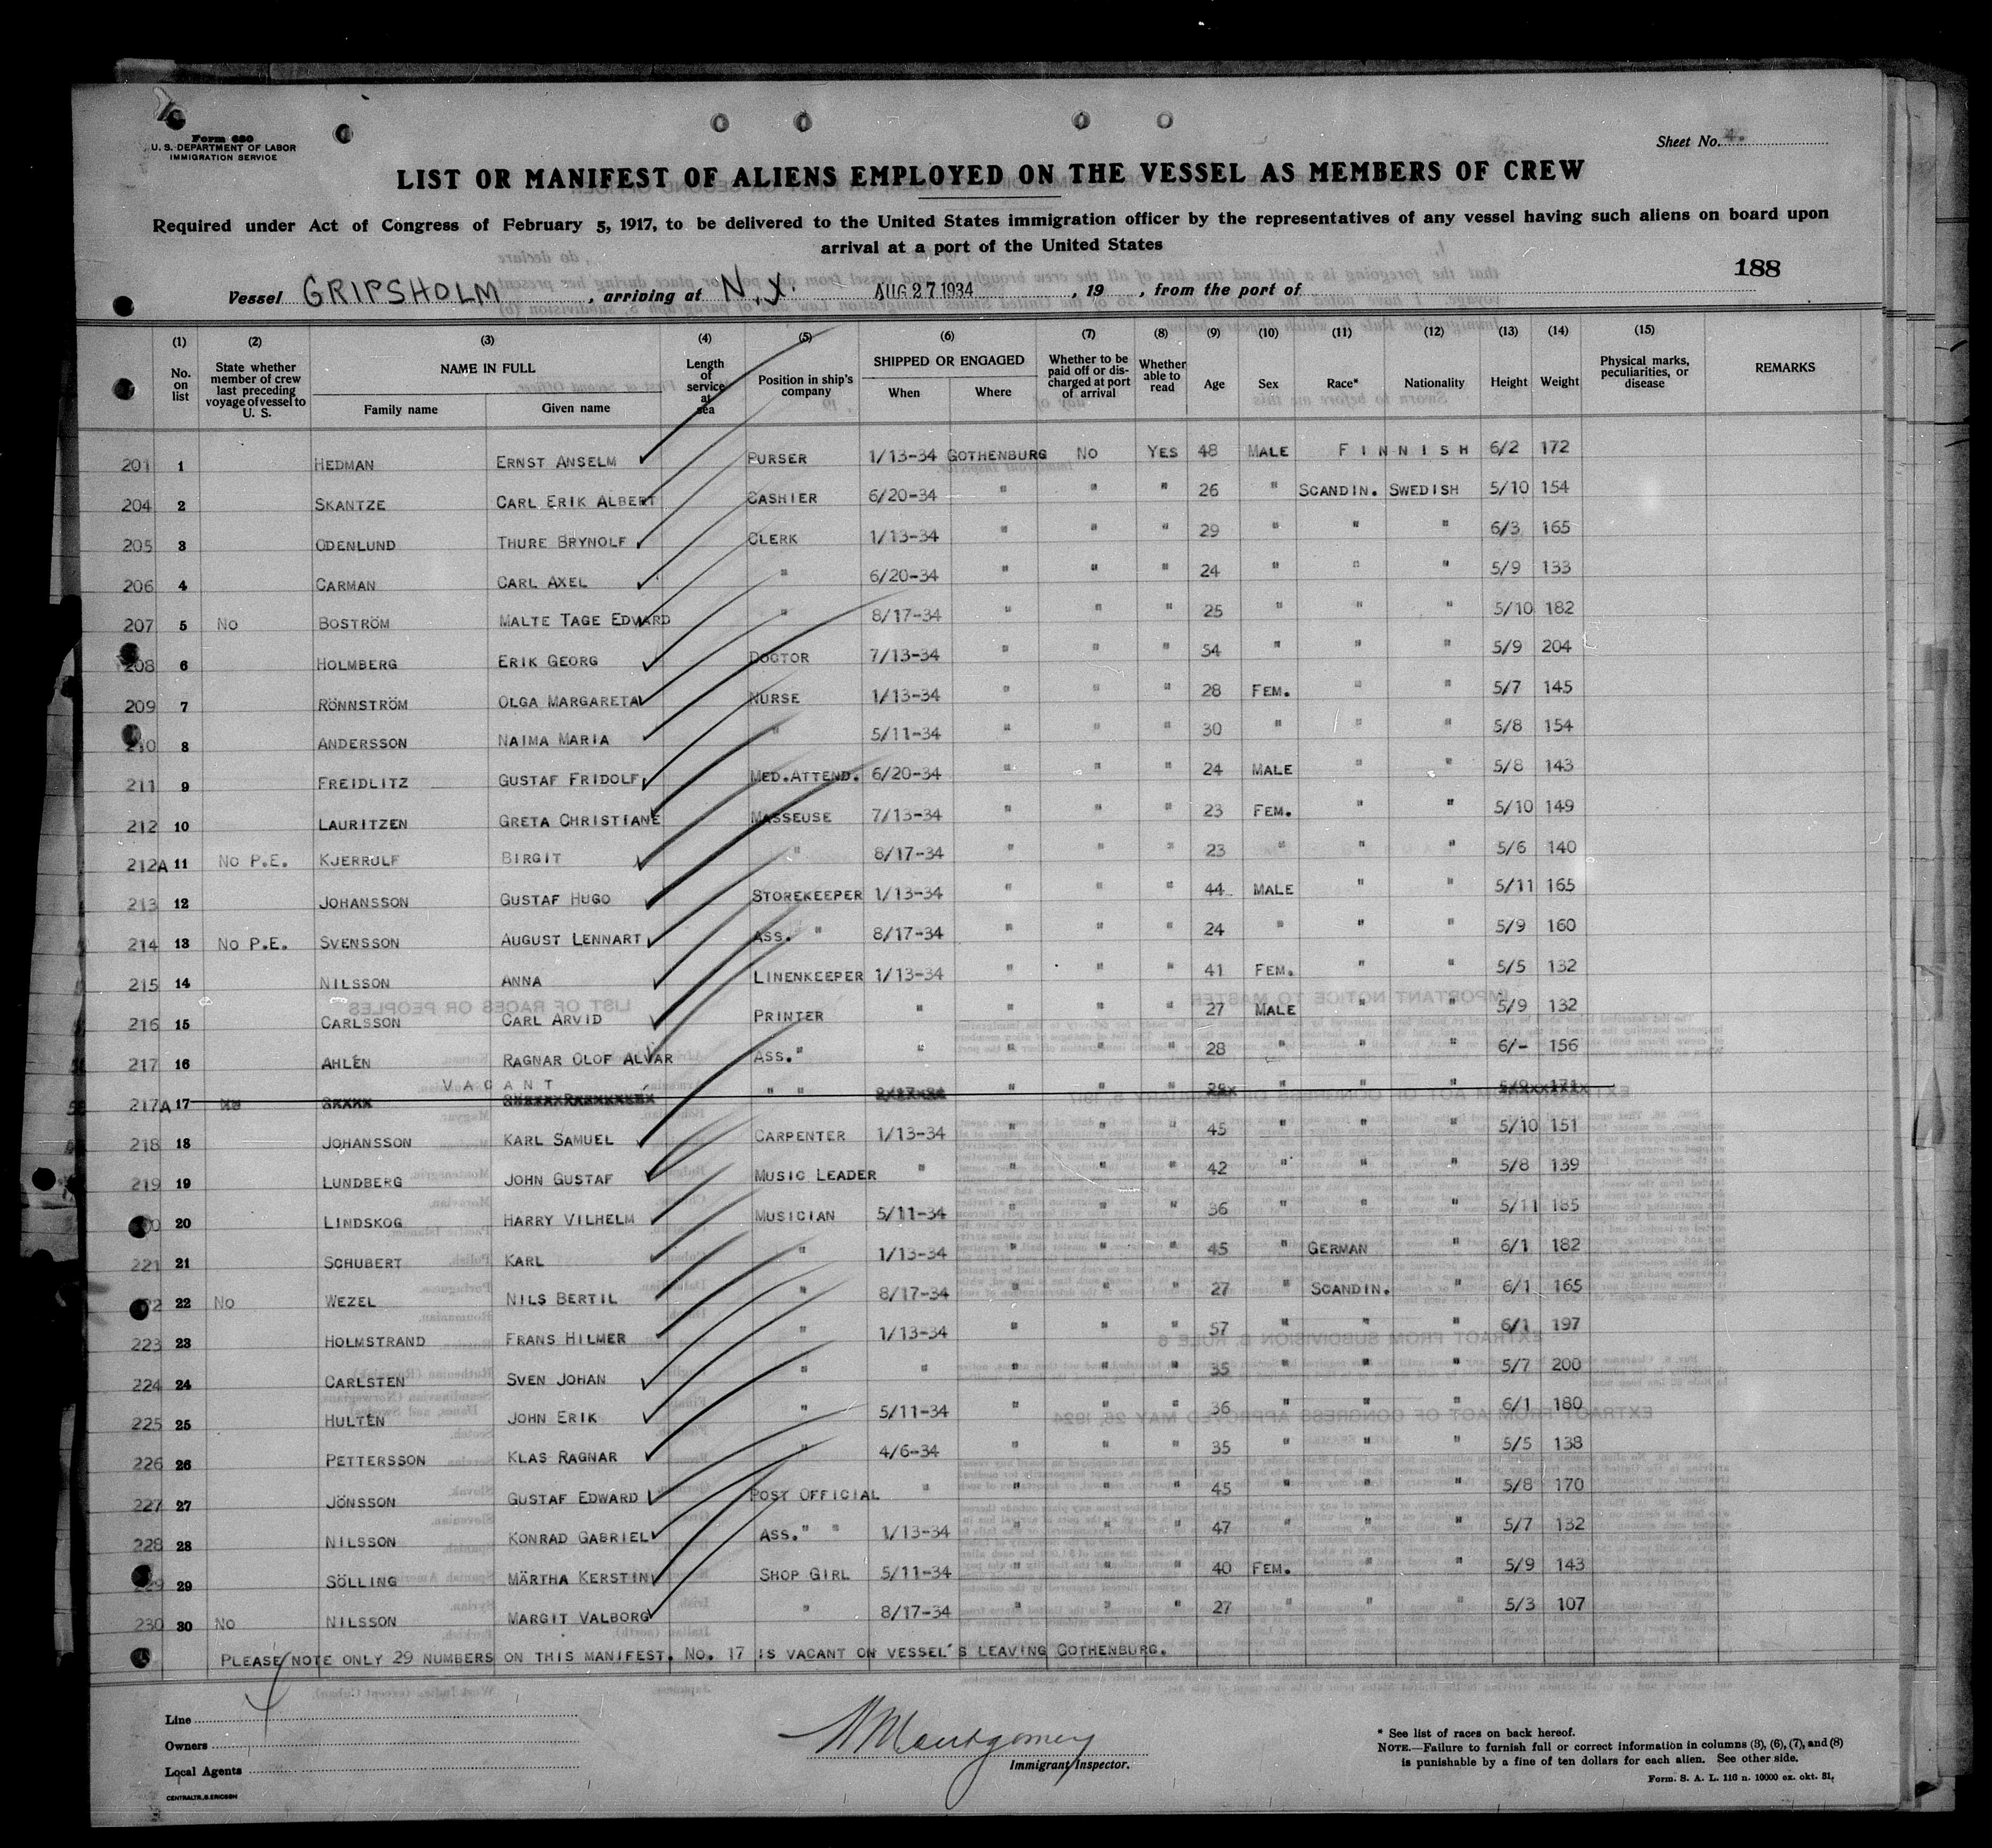 Form 680
U. S. DEPARTMENT OF LABOR
IMMIGRATION SERVICE
Sheet No. 4.
LIST OR MANIFEST OF ALIENS EMPLOYED ON THE VESSEL AS MEMBERS OF CREW
Required under Act of Congress of February 5, 1917, to be delivered to the United States immigration officer by the representatives of any vessel having such aliens on board upon
arrival at a port of the United States
188
Vessel GRIPSHOLM, arriving at N.Y. AUG 27 1934, 19 , from the port of
(1) (2) (3) (4) (5) (6) (7) (8) (9) (10) (11) (12) (13) (14) (15)
No. on list State whether member of crew last preceding voyage of vessel to U. S. NAME IN FULL Family name Given name Length of service at sea Position in ship's company SHIPPED OR ENGAGED When Where Whether to be paid off or discharged at port of arrival Whether able to read Age Sex Race* Nationality Height Weight Physical marks, peculiarities, or disease REMARKS
201 1 HEDMAN ERNST ANSELM PURSER 1/13-34 GOTHENBURG NO YES 48 MALE FINNISH 6/2 172
204 2 SKANTZE CARL ERIK ALBERT CASHIER 6/20-34 " " " 26 " SCANDIN. SWEDISH 5/10 154
205 3 ODENLUND THURE BRYNOLF CLERK 1/13-34 " " " 29 " " " 6/3 165
206 4 CARMAN CARL AXEL " 6/20-34 " " " 24 " " " 5/9 133
207 5 NO BOSTRÖM MALTE TAGE EDWARD " 8/17-34 " " " 25 " " " 5/10 182
208 6 HOLMBERG ERIK GEORG DOCTOR 7/13-34 " " " 54 " " " 5/9 204
209 7 RÖNNSTRÖM OLGA MARGARETA NURSE 1/13-34 " " " 28 FEM. " " 5/7 145
210 8 ANDERSSON NAIMA MARIA " 5/11-34 " " " 30 " " " 5/8 154
211 9 FREIDLITZ GUSTAF FRIDOLF MED.ATTEND. 6/20-34 " " " 24 MALE " " 5/8 143
212 10 LAURITZEN GRETA CHRISTIANE MASSEUSE 7/13-34 " " " 23 FEM. " " 5/10 149
212A 11 NO P.E. KJERRULF BIRGIT " 8/17-34 " " " 23 " " " 5/6 140
213 12 JOHANSSON GUSTAF HUGO STOREKEEPER 1/13-34 " " " 44 MALE " " 5/11 165
214 13 NO P.E. SVENSSON AUGUST LENNART ASS. " 8/17-34 " " " 24 " " " 5/9 160
215 14 NILSSON ANNA LINENKEEPER 1/13-34 " " " 41 FEM. " " 5/5 132
216 15 CARLSSON CARL ARVID PRINTER " " " " 27 MALE " " 5/9 132
217 16 AHLÉN RAGNAR OLOF ALVAR ASS. " " " " " 28 " " " 6/- 156
217A 17 VACANT " " " " " " " "
218 18 JOHANSSON KARL SAMUEL CARPENTER 1/13-34 " " " 45 " " " 5/10 151
219 19 LUNDBERG JOHN GUSTAF MUSIC LEADER " " " " 42 " " " 5/8 139
20 LINDSKOG HARRY VILHELM MUSICIAN 5/11-34 " " " 36 " " " 5/11 185
221 21 SCHUBERT KARL " 1/13-34 " " " 45 " GERMAN " 6/1 182
22 NO WEZEL NILS BERTIL " 8/17-34 " " " 27 " SCANDIN. " 6/1 165
223 23 HOLMSTRAND FRANS HILMER " 1/13-34 " " " 57 " " " 6/1 197
224 24 CARLSTEN SVEN JOHAN " " " " " 35 " " " 5/7 200
225 25 HULTÉN JOHN ERIK " 5/11-34 " " " 36 " " " 6/1 180
226 26 PETTERSSON KLAS RAGNAR " 4/6-34 " " " 35 " " " 5/5 138
227 27 JÖNSSON GUSTAF EDWARD POST OFFICIAL " " " " 45 " " " 5/8 170
228 28 NILSSON KONRAD GABRIEL ASS. " " 1/13-34 " " " 47 " " " 5/7 132
229 29 SÖLLING MÄRTHA KERSTIN SHOP GIRL 5/11-34 " " " 40 FEM. " " 5/9 143
230 30 NO NILSSON MARGIT VALBORG " 8/17-34 " " " 27 " " " 5/3 107
PLEASE NOTE ONLY 29 NUMBERS ON THIS MANIFEST. NO. 17 IS VACANT ON VESSEL'S LEAVING GOTHENBURG.
Line
Owners
Local Agents
CENTRALTR., G. ERICSSON
Montgomery
Immigrant Inspector.
* See list of races on back hereof.
NOTE.—Failure to furnish full or correct information in columns (3), (6), (7), and (8)
is punishable by a fine of ten dollars for each alien. See other side.
Form. S. A. L. 116 n. 10000 ex. okt. 31.